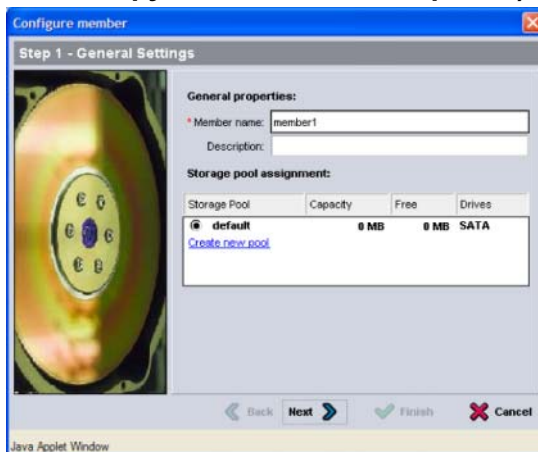 Configure member
Step 1 - General Settings
General properties:
* Member name: member1
Description:
Storage pool assignment:
Storage Pool Capacity Free Drives
default 0 MB 0 MB SATA
Create new pool
Back Next Finish Cancel
Java Applet Window